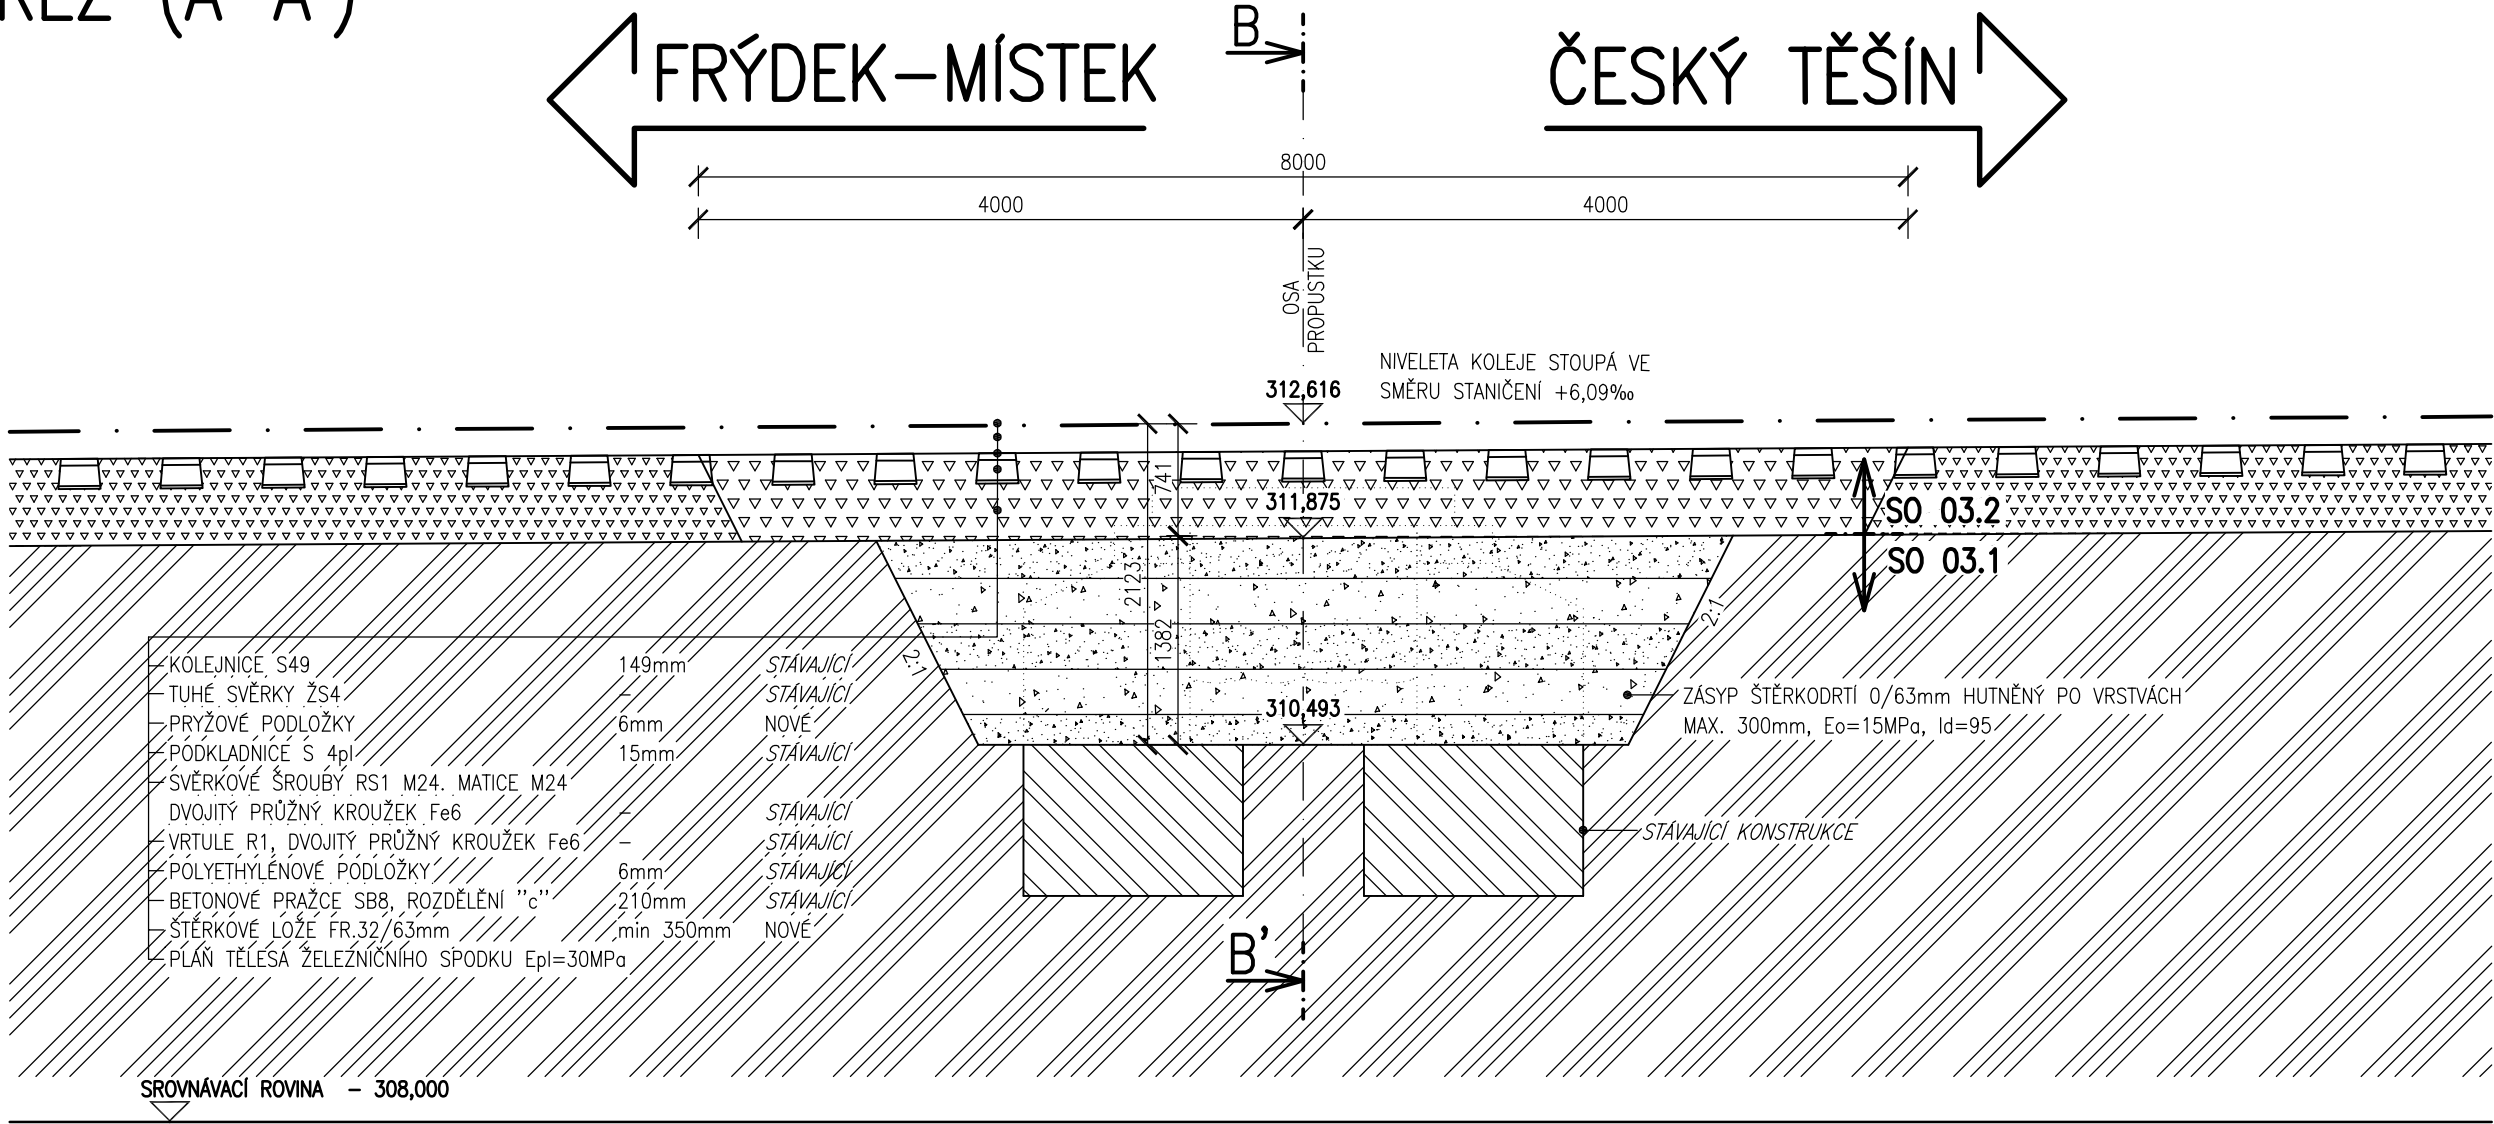 B
FRÝDEK-MÍSTEK
ČESKÝ TĚŠÍN
8000
4000
4000
OSA
PROPUSTKU
NIVELETA KOLEJE STOUPÁ VE
SMĚRU STANIČENÍ +6,09‰
312,616
741
311,875
SO 03.2
SO 03.1
2123
1382
2:1
2:1
310,493
KOLEJNICE S49 149mm STÁVAJÍCÍ
TUHÉ SVĚRKY ŽS4 - STÁVAJÍCÍ
PRYŽOVÉ PODLOŽKY 6mm NOVÉ
PODKLADNICE S 4pl 15mm STÁVAJÍCÍ
SVĚRKOVÉ ŠROUBY RS1 M24. MATICE M24
DVOJITÝ PRŮŽNÝ KROUŽEK Fe6 - STÁVAJÍCÍ
VRTULE R1, DVOJITÝ PRŮŽNÝ KROUŽEK Fe6 - STÁVAJÍCÍ
POLYETHYLÉNOVÉ PODLOŽKY 6mm STÁVAJÍCÍ
BETONOVÉ PRAŽCE SB8, ROZDĚLĚNÍ ''c'' 210mm STÁVAJÍCÍ
ŠTĚRKOVÉ LOŽE FR.32/63mm min 350mm NOVÉ
PLÁŇ TĚLESA ŽELEZNIČNÍHO SPODKU Epl=30MPa
ZÁSYP ŠTĚRKODRTÍ 0/63mm HUTNĚNÝ PO VRSTVÁCH
MAX. 300mm, Eo=15MPa, Id=95
STÁVAJÍCÍ KONSTRUKCE
B'
SROVNÁVACÍ ROVINA - 308,000